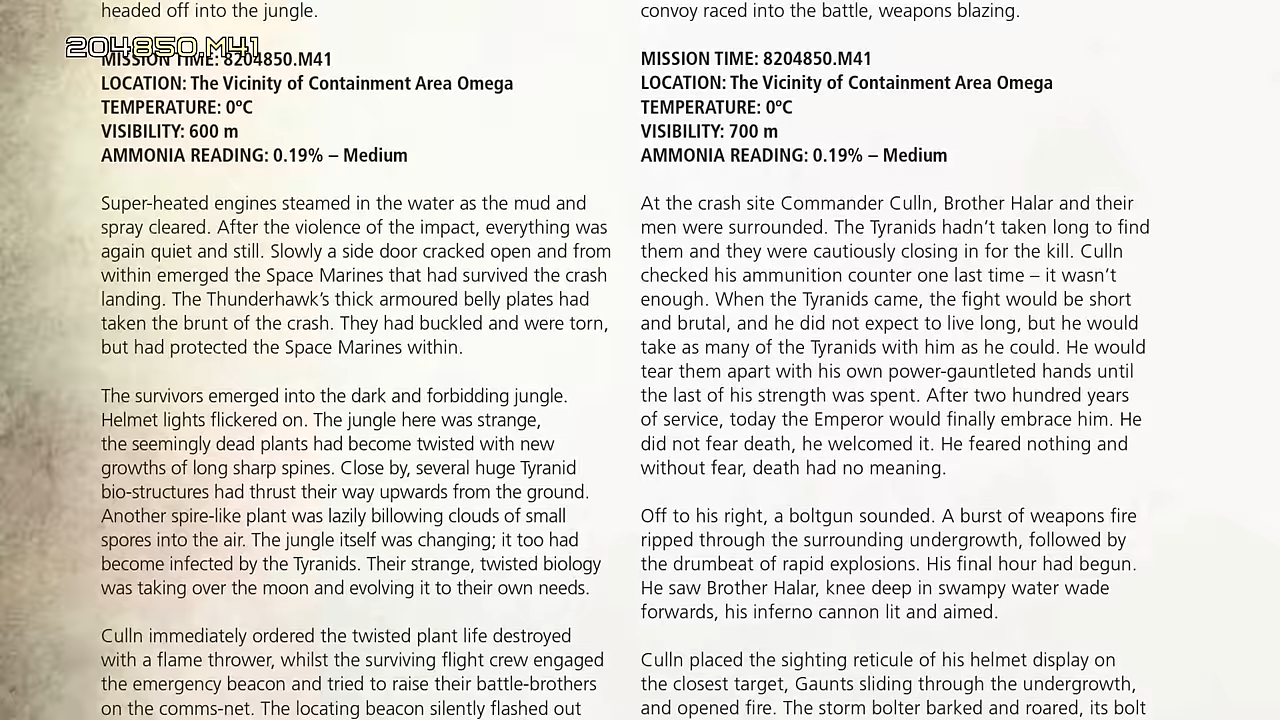 headed off into the jungle.
204850.M41
MISSION TIME: 8204850.M41
LOCATION: The Vicinity of Containment Area Omega
TEMPERATURE: 0ºC
VISIBILITY: 600 m
AMMONIA READING: 0.19% – Medium
Super-heated engines steamed in the water as the mud and
spray cleared. After the violence of the impact, everything was
again quiet and still. Slowly a side door cracked open and from
within emerged the Space Marines that had survived the crash
landing. The Thunderhawk’s thick armoured belly plates had
taken the brunt of the crash. They had buckled and were torn,
but had protected the Space Marines within.
The survivors emerged into the dark and forbidding jungle.
Helmet lights flickered on. The jungle here was strange,
the seemingly dead plants had become twisted with new
growths of long sharp spines. Close by, several huge Tyranid
bio-structures had thrust their way upwards from the ground.
Another spire-like plant was lazily billowing clouds of small
spores into the air. The jungle itself was changing; it too had
become infected by the Tyranids. Their strange, twisted biology
was taking over the moon and evolving it to their own needs.
Culln immediately ordered the twisted plant life destroyed
with a flame thrower, whilst the surviving flight crew engaged
the emergency beacon and tried to raise their battle-brothers
on the comms-net. The locating beacon silently flashed out
convoy raced into the battle, weapons blazing.
MISSION TIME: 8204850.M41
LOCATION: The Vicinity of Containment Area Omega
TEMPERATURE: 0ºC
VISIBILITY: 700 m
AMMONIA READING: 0.19% – Medium
At the crash site Commander Culln, Brother Halar and their
men were surrounded. The Tyranids hadn’t taken long to find
them and they were cautiously closing in for the kill. Culln
checked his ammunition counter one last time – it wasn’t
enough. When the Tyranids came, the fight would be short
and brutal, and he did not expect to live long, but he would
take as many of the Tyranids with him as he could. He would
tear them apart with his own power-gauntleted hands until
the last of his strength was spent. After two hundred years
of service, today the Emperor would finally embrace him. He
did not fear death, he welcomed it. He feared nothing and
without fear, death had no meaning.
Off to his right, a boltgun sounded. A burst of weapons fire
ripped through the surrounding undergrowth, followed by
the drumbeat of rapid explosions. His final hour had begun.
He saw Brother Halar, knee deep in swampy water wade
forwards, his inferno cannon lit and aimed.
Culln placed the sighting reticule of his helmet display on
the closest target, Gaunts sliding through the undergrowth,
and opened fire. The storm bolter barked and roared, its bolt